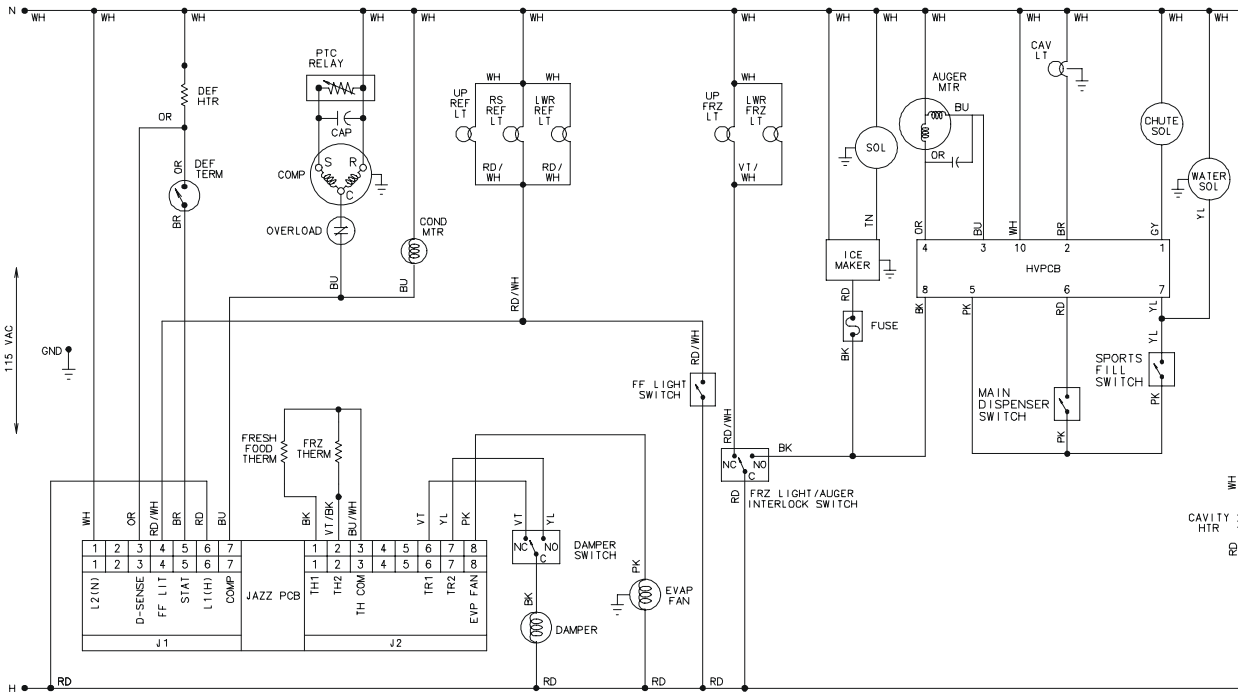 N WH WH WH WH WH WH WH WH WH WH WH WH WH WH
PTC
RELAY
DEF
HTR
OR
CAP
OR
DEF
TERM
BR
S R
C
COMP
OVERLOAD
COND
MTR
BU
BU
WH WH
UP
REF
LT
RS
REF
LT
LWR
REF
LT
RD/
WH
RD/
WH
RD/WH
WH
UP
FRZ
LT
LWR
FRZ
LT
VT/
WH
SOL
TN
AUGER
MTR
BU
OR
CAV
LT
CHUTE
SOL
WATER
SOL
YL
ICE
MAKER
RD
FUSE
BK
OR BU WH BR GY
4 3 10 2 1
HVPCB
8 5 6 7
BK PK RD YL
YL
SPORTS
FILL
SWITCH
PK
MAIN
DISPENSER
SWITCH
PK
115 VAC
GND
RD/WH
FF LIGHT
SWITCH
RD/WH
NC NO
C
BK
RD
FRZ LIGHT/AUGER
INTERLOCK SWITCH
FRESH
FOOD
THERM
FRZ
THERM
WH OR RD/WH BR RD BU
BK VT/BK BU/WH VT YL PK
VT YL
NC NO
C
DAMPER
SWITCH
BK
DAMPER
PK
EVAP
FAN
1 2 3 4 5 6 7
1 2 3 4 5 6 7
L2(N) D-SENSE FF LIT STAT L1(H) COMP
J1
JAZZ PCB
1 2 3 4 5 6 7 8
1 2 3 4 5 6 7 8
TH1 TH2 TH COM TR1 TR2 EVP FAN
J2
WH
CAVITY
HTR
RD
H RD RD RD RD RD